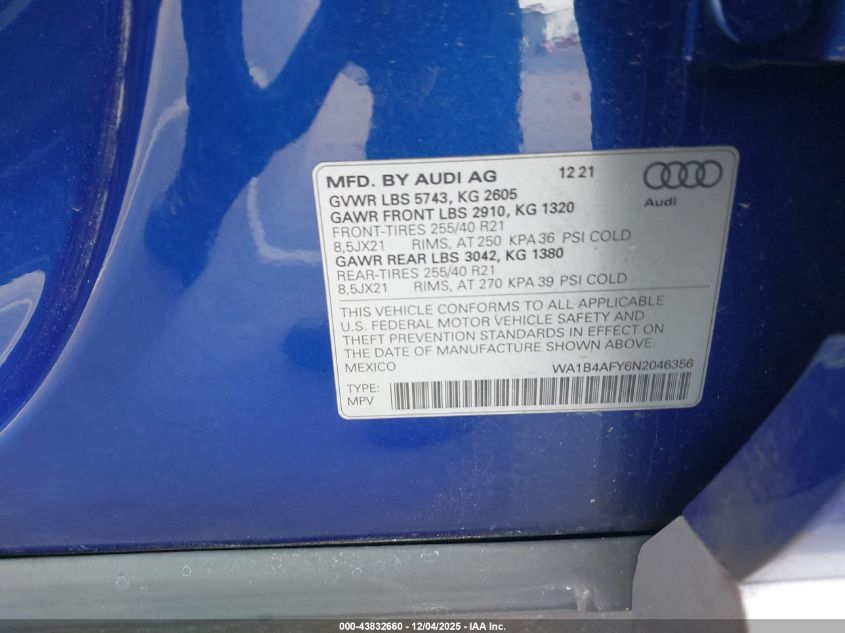 MFD. BY AUDI AG 12 21
GVWR LBS 5743, KG 2605
GAWR FRONT LBS 2910, KG 1320
FRONT-TIRES 255/40 R21
8,5JX21 RIMS, AT 250 KPA 36 PSI COLD
GAWR REAR LBS 3042, KG 1380
REAR-TIRES 255/40 R21
8,5JX21 RIMS, AT 270 KPA 39 PSI COLD
Audi
THIS VEHICLE CONFORMS TO ALL APPLICABLE
U.S. FEDERAL MOTOR VEHICLE SAFETY AND
THEFT PREVENTION STANDARDS IN EFFECT ON
THE DATE OF MANUFACTURE SHOWN ABOVE.
MEXICO WA1B4AFY6N2046356
TYPE:
MPV
000-43832660 - 12/04/2025 - IAA Inc.